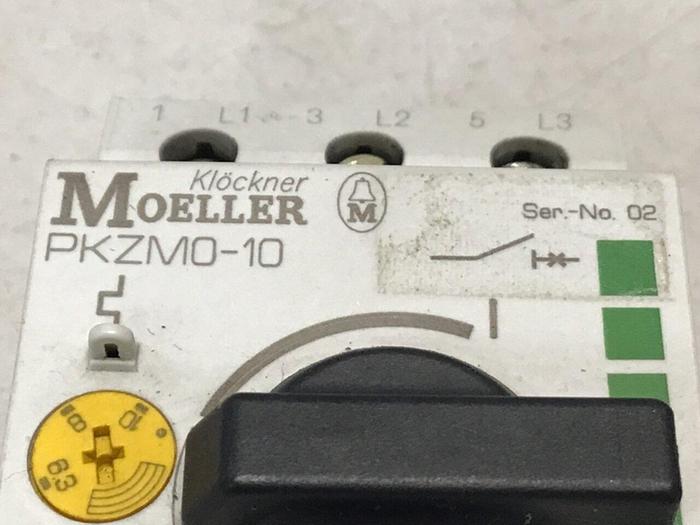 1 L1 3 L2 5 L3
Klöckner
MOELLER
M
Ser.-No. 02
PKZM0-10
I
10
8
6.3